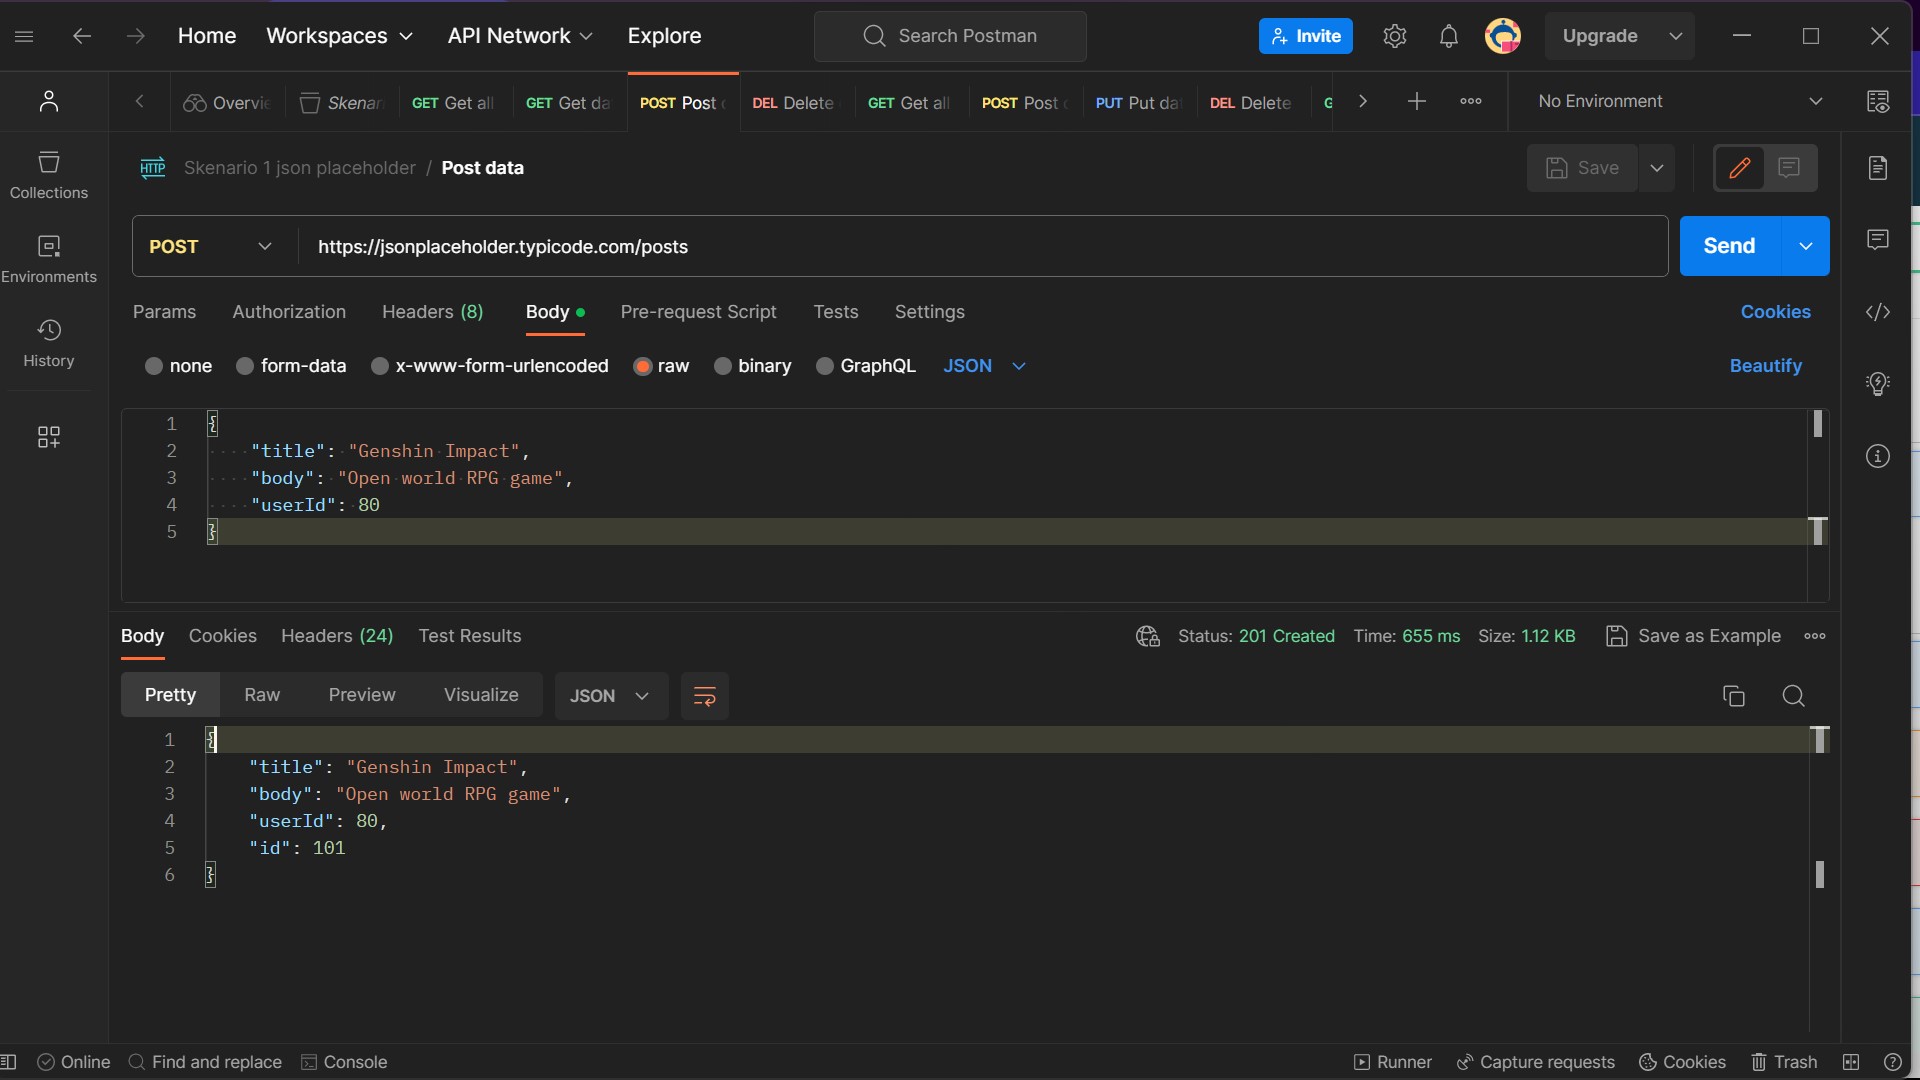 Home Workspaces API Network Explore Search Postman Invite Upgrade
Overvie Skenar GET Get all GET Get da POST Post DEL Delete GET Get all POST Post PUT Put da DEL Delete G No Environment
HTTP Skenario 1 json placeholder / Post data Save
Collections
POST https://jsonplaceholder.typicode.com/posts Send
Environments
Params Authorization Headers (8) Body Pre-request Script Tests Settings Cookies
History
none form-data x-www-form-urlencoded raw binary GraphQL JSON Beautify
1 {
2 "title": "Genshin Impact",
3 "body": "Open world RPG game",
4 "userId": 80
5 }
Body Cookies Headers (24) Test Results Status: 201 Created Time: 655 ms Size: 1.12 KB Save as Example
Pretty Raw Preview Visualize JSON
1 {
2 "title": "Genshin Impact",
3 "body": "Open world RPG game",
4 "userId": 80,
5 "id": 101
6 }
Online Find and replace Console Runner Capture requests Cookies Trash